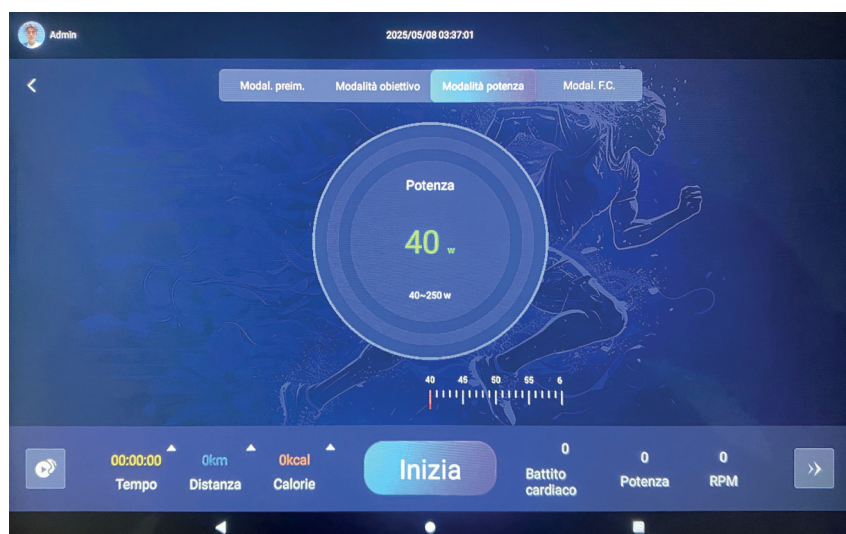 Admin
2025/05/08 03:37:01
Modal. preim.
Modalità obiettivo
Modalità potenza
Modal. F.C.
Potenza
40 w
40~250 w
40 45 50 55 6
00:00:00
Tempo
0km
Distanza
0kcal
Calorie
Inizia
0
Battito
cardiaco
0
Potenza
0
RPM